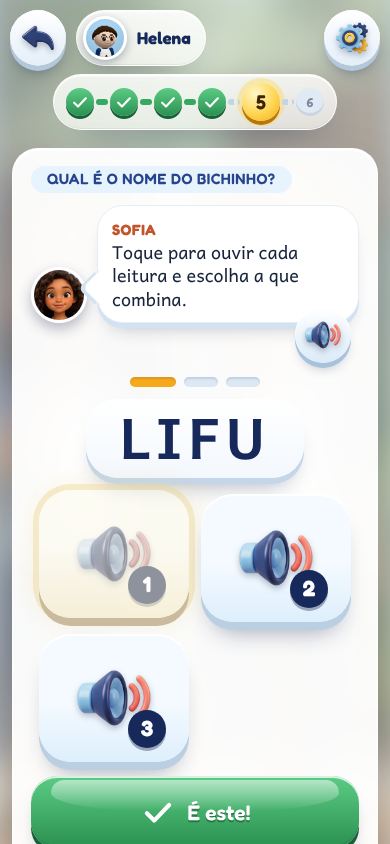 Helena
5
6
QUAL É O NOME DO BICHINHO?
SOFIA
Toque para ouvir cada
leitura e escolha a que
combina.
LIFU
1
2
3
É este!